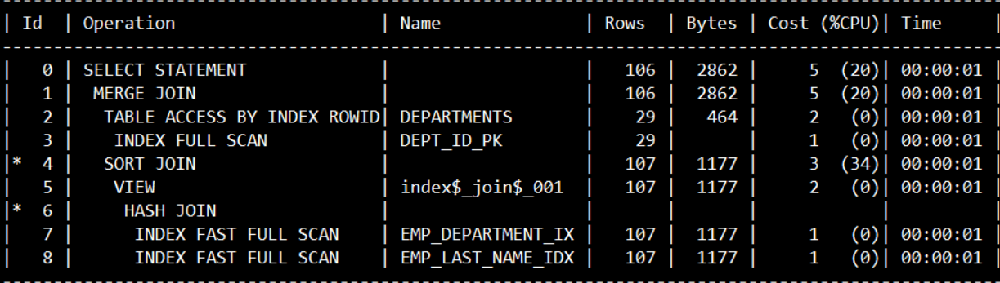 -----------------------------------------------------------------------------------------------
| Id  | Operation                    | Name              | Rows  | Bytes | Cost (%CPU)| Time     |
-----------------------------------------------------------------------------------------------
|   0 | SELECT STATEMENT             |                   |   106 |  2862 |     5  (20)| 00:00:01 |
|   1 |  MERGE JOIN                  |                   |   106 |  2862 |     5  (20)| 00:00:01 |
|   2 |   TABLE ACCESS BY INDEX ROWID| DEPARTMENTS       |    29 |   464 |     2   (0)| 00:00:01 |
|   3 |    INDEX FULL SCAN           | DEPT_ID_PK        |    29 |       |     1   (0)| 00:00:01 |
|*  4 |   SORT JOIN                  |                   |   107 |  1177 |     3  (34)| 00:00:01 |
|   5 |    VIEW                      | index$_join$_001  |   107 |  1177 |     2   (0)| 00:00:01 |
|*  6 |     HASH JOIN                |                   |       |       |            |          |
|   7 |      INDEX FAST FULL SCAN    | EMP_DEPARTMENT_IX |   107 |  1177 |     1   (0)| 00:00:01 |
|   8 |      INDEX FAST FULL SCAN    | EMP_LAST_NAME_IDX |   107 |  1177 |     1   (0)| 00:00:01 |
-----------------------------------------------------------------------------------------------